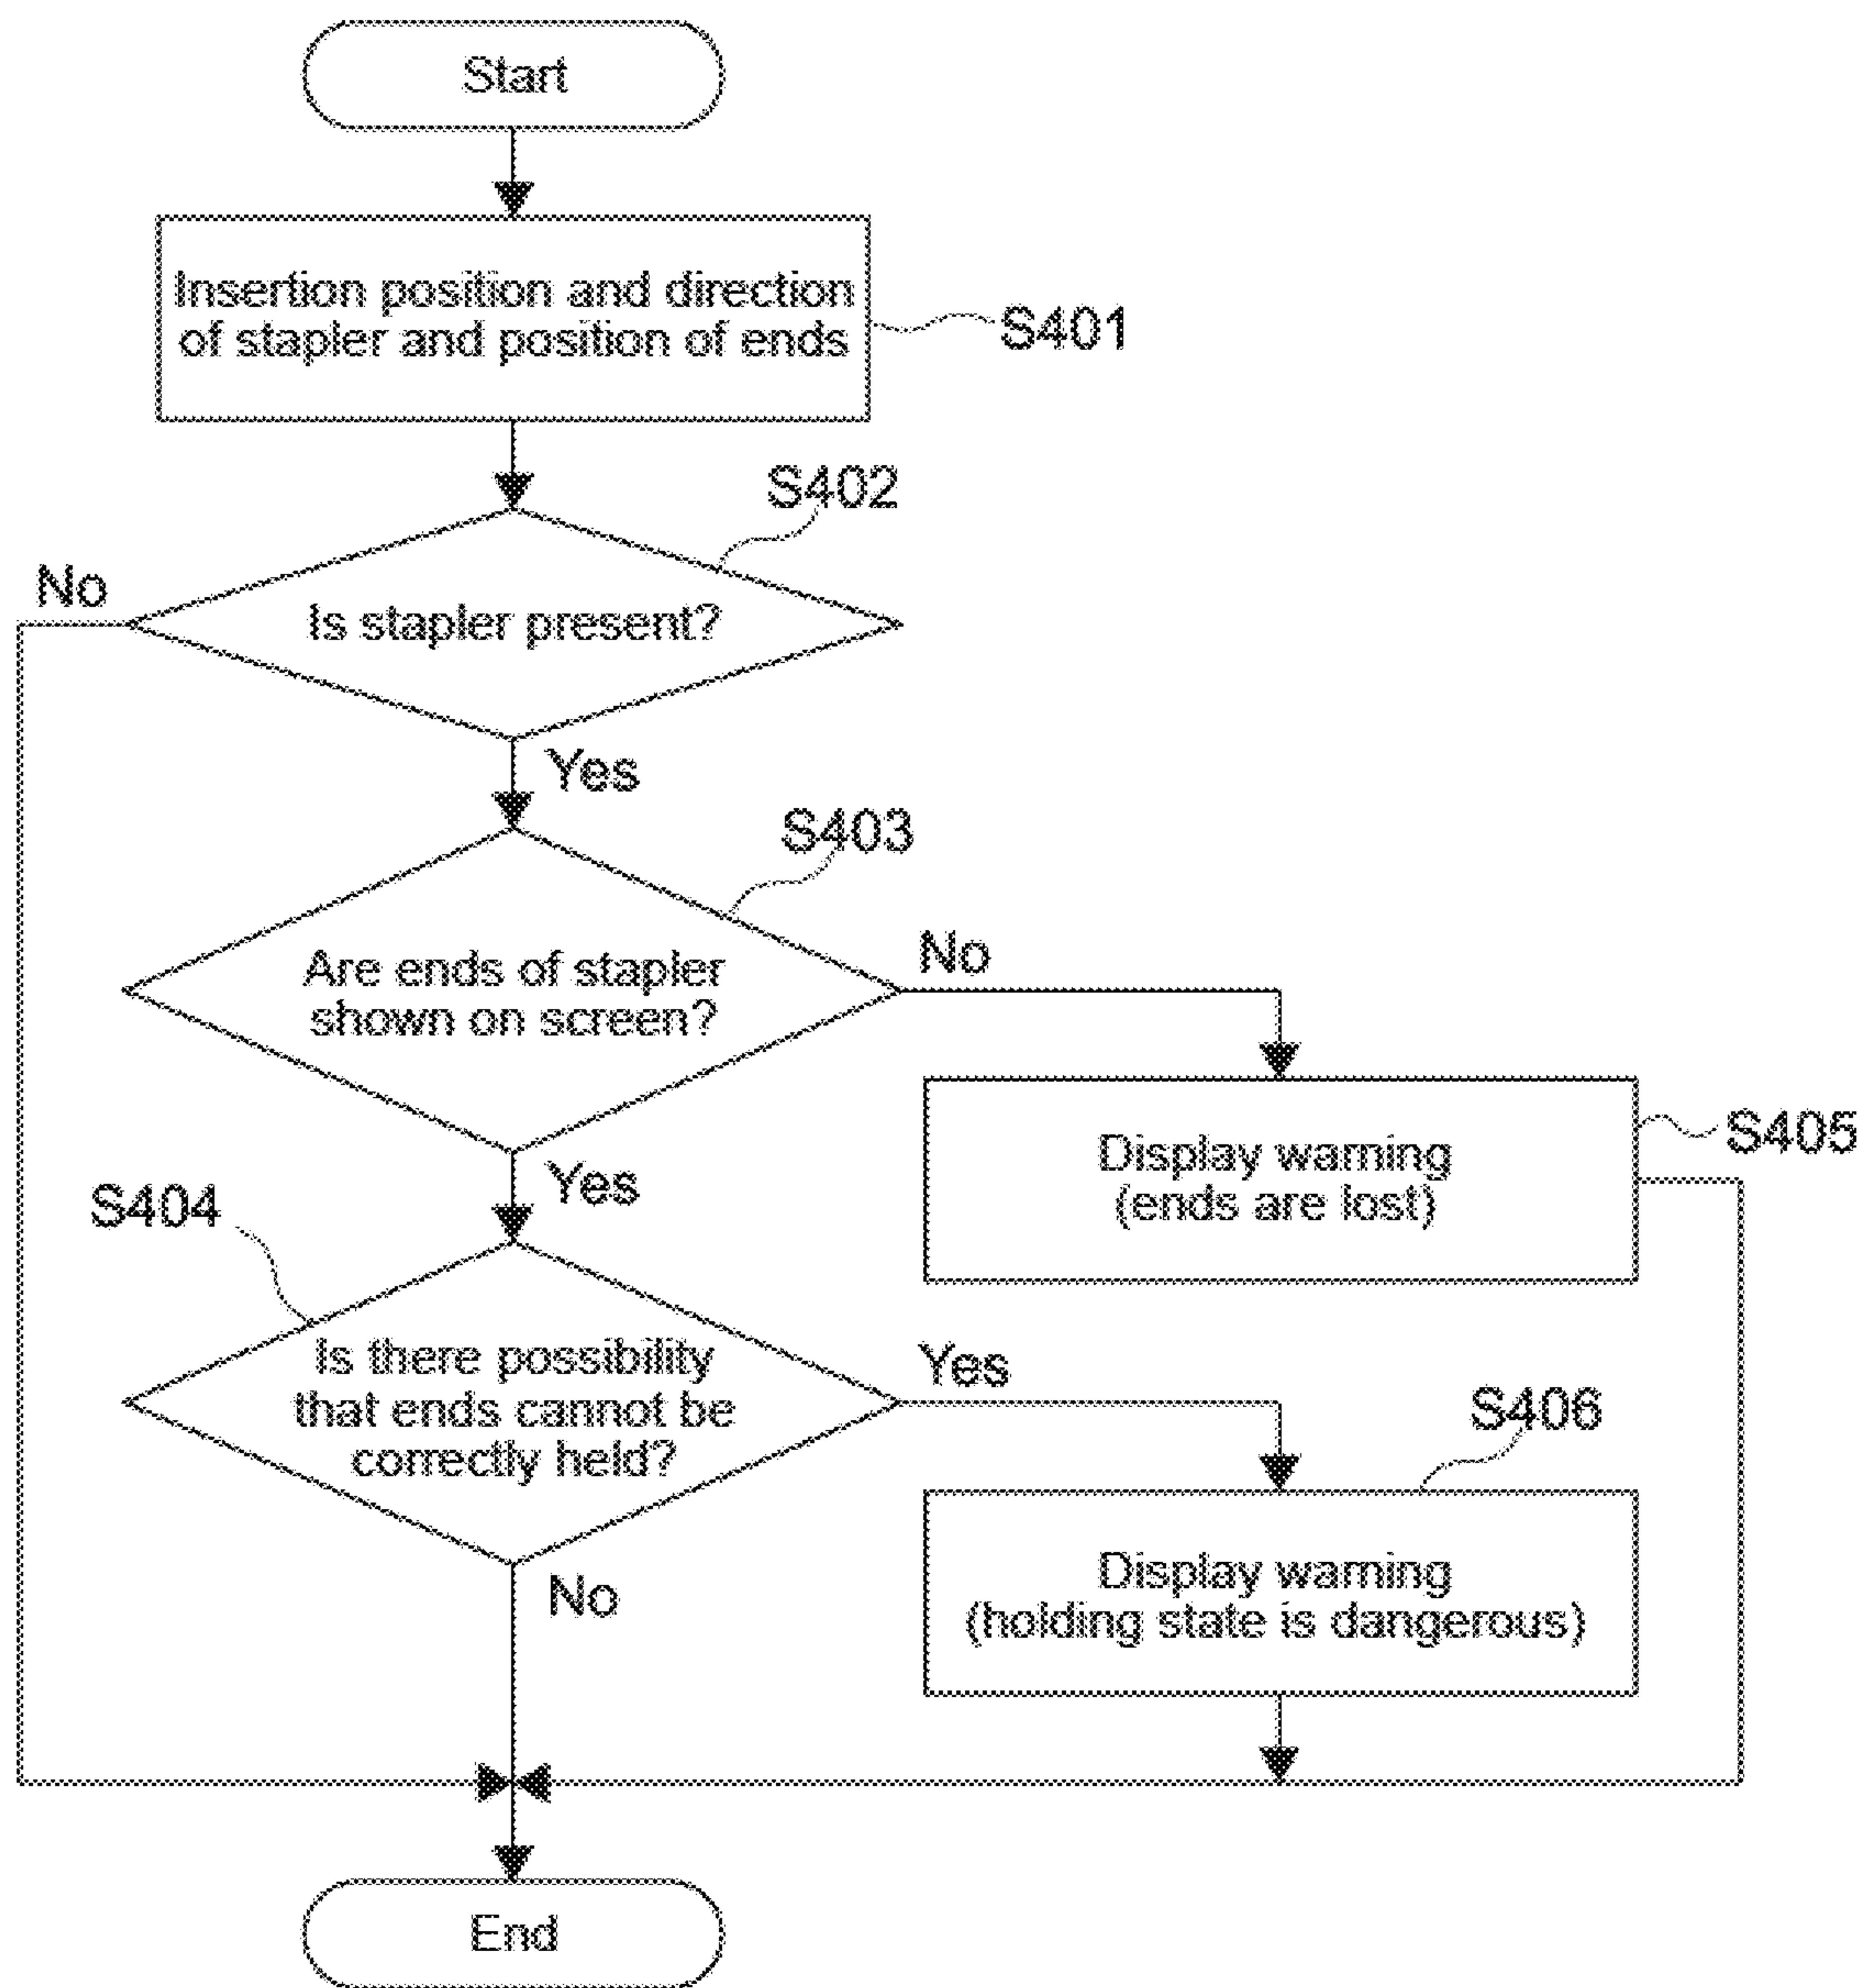 Start
Insertion position and direction
of stapler and position of ends
S401
S402
No
Is stapler present?
Yes
S403
Are ends of stapler
shown on screen?
No
S405
Display warning
(ends are lost)
Yes
S404
Is there possibility
that ends cannot be
correctly held?
Yes
S406
Display warning
(holding state is dangerous)
No
End